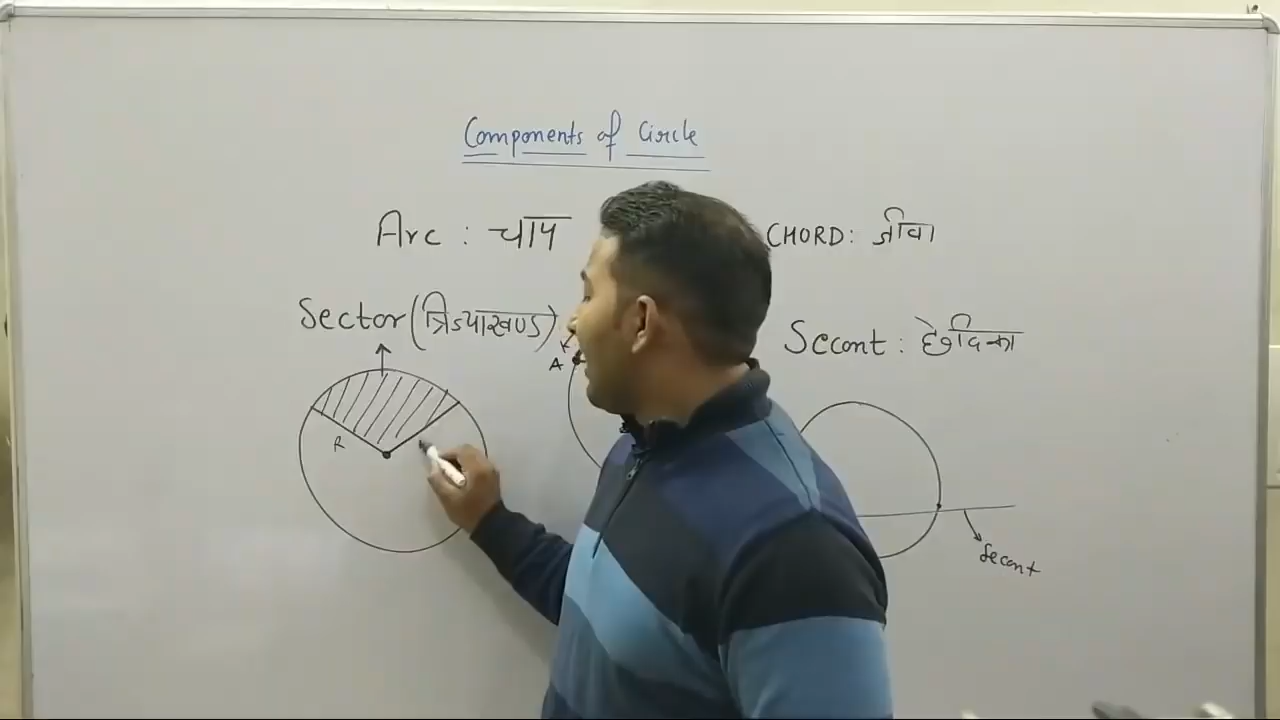 Components of Circle
Arc : चाप
CHORD: जीवा
Sector (त्रिज्याखण्ड)
Secant : छेदिका
A
R
Secant